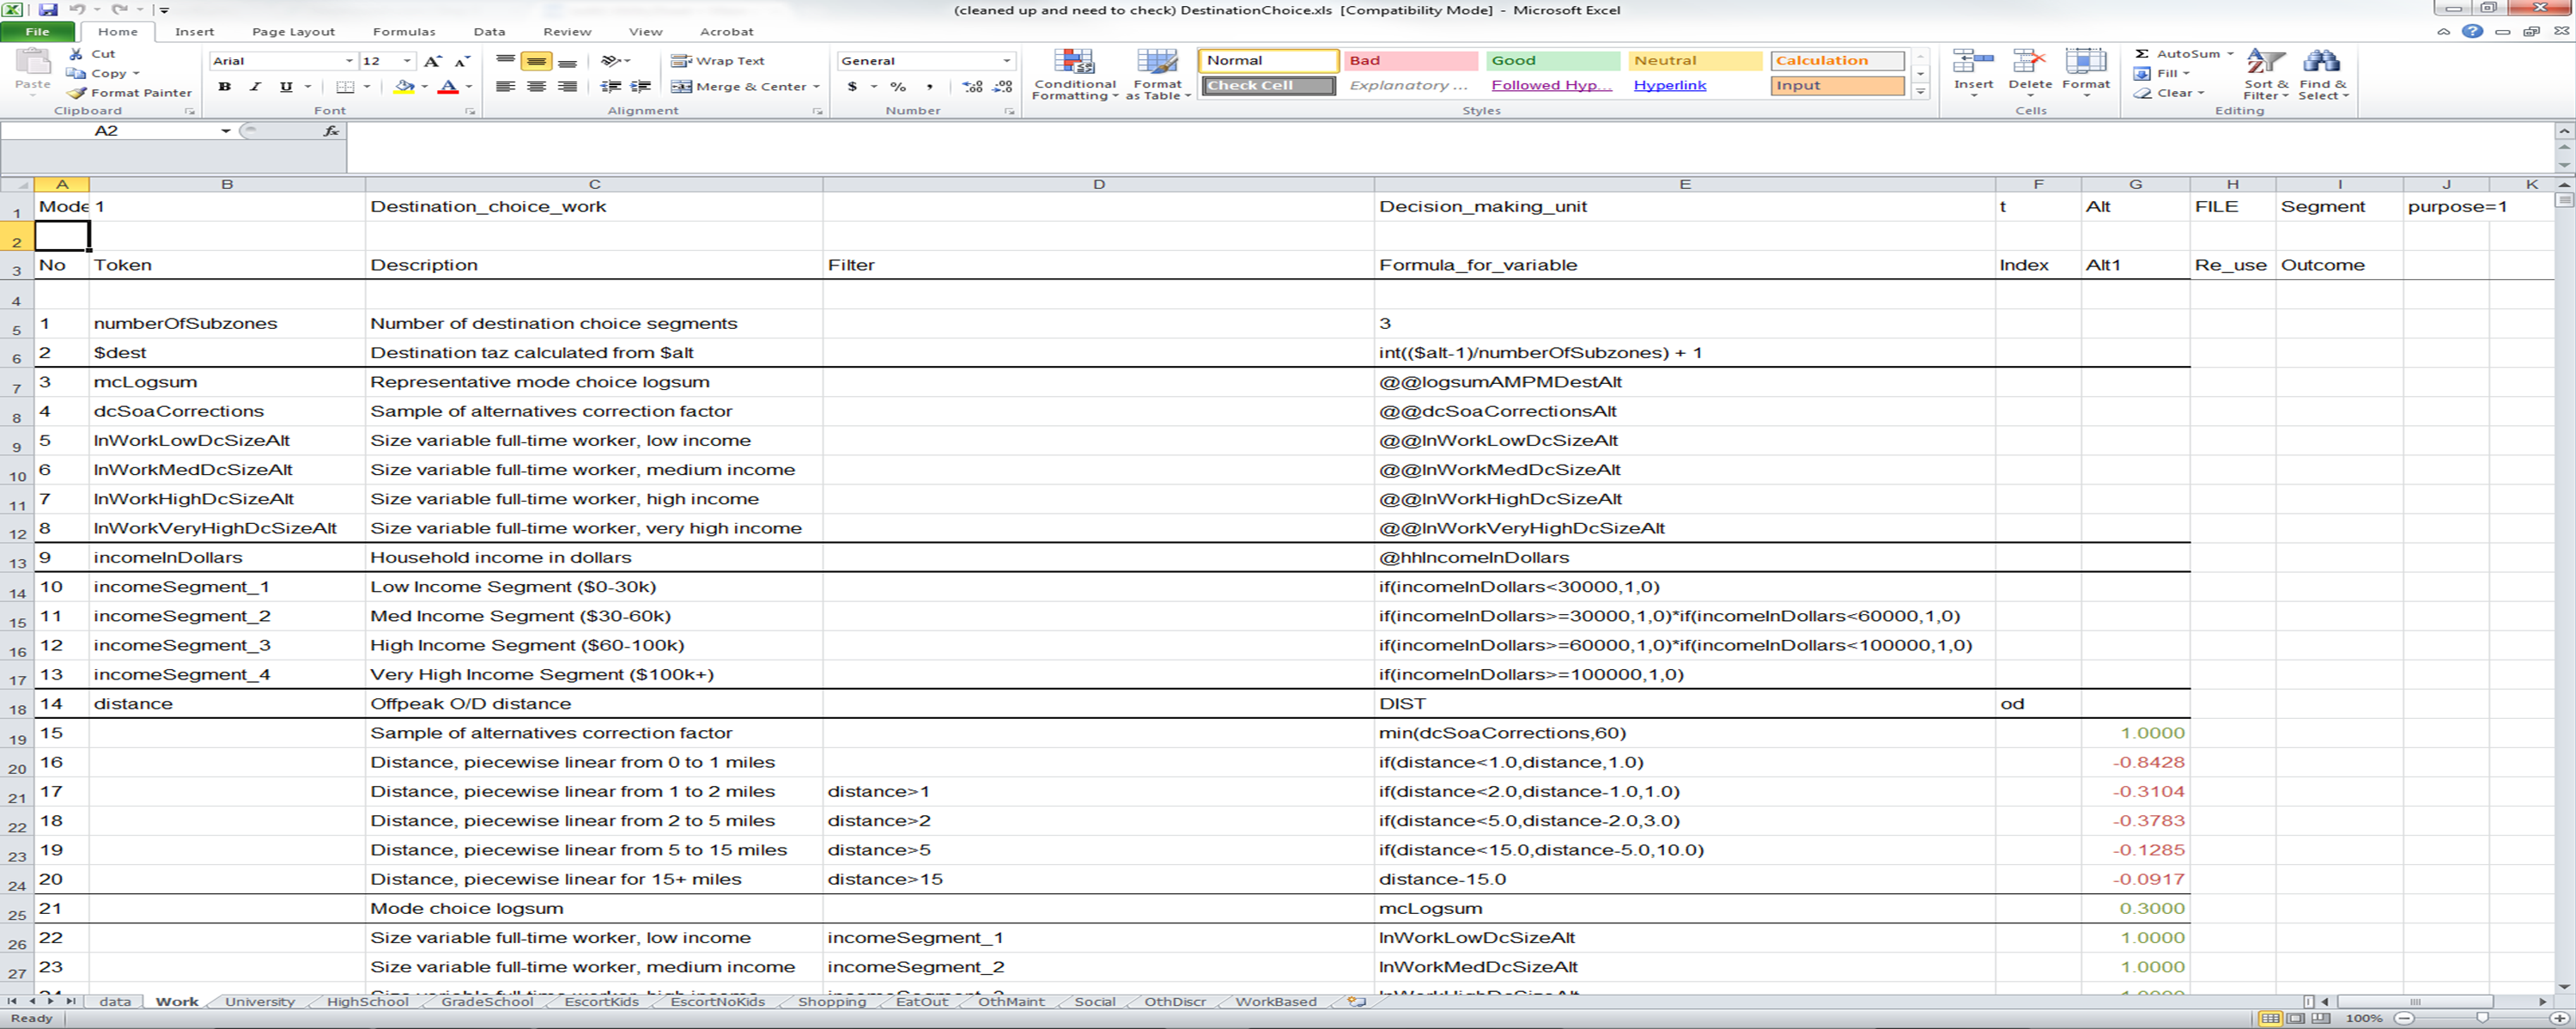 (cleaned up and need to check) DestinationChoice.xls [Compatibility Mode] - Microsoft Excel
File Home Insert Page Layout Formulas Data Review View Acrobat
Paste Cut Copy Format Painter Clipboard
Arial 12 B I U Font
Wrap Text Merge & Center Alignment
General $ % , Number
Conditional Formatting Format as Table
Normal Bad Good Neutral Calculation
Check Cell Explanatory ... Followed Hyp... Hyperlink Input
Styles
Insert Delete Format Cells
AutoSum Fill Clear Sort & Filter Find & Select Editing
A2 fx
A B C D E F G H I J K
1 Mode 1 Destination_choice_work Decision_making_unit t Alt FILE Segment purpose=1
2
3 No Token Description Filter Formula_for_variable Index Alt1 Re_use Outcome
4
5 1 numberOfSubzones Number of destination choice segments 3
6 2 $dest Destination taz calculated from $alt int(($alt-1)/numberOfSubzones) + 1
7 3 mcLogsum Representative mode choice logsum @@logsumAMPMDestAlt
8 4 dcSoaCorrections Sample of alternatives correction factor @@dcSoaCorrectionsAlt
9 5 lnWorkLowDcSizeAlt Size variable full-time worker, low income @@lnWorkLowDcSizeAlt
10 6 lnWorkMedDcSizeAlt Size variable full-time worker, medium income @@lnWorkMedDcSizeAlt
11 7 lnWorkHighDcSizeAlt Size variable full-time worker, high income @@lnWorkHighDcSizeAlt
12 8 lnWorkVeryHighDcSizeAlt Size variable full-time worker, very high income @@lnWorkVeryHighDcSizeAlt
13 9 incomeInDollars Household income in dollars @hhIncomeInDollars
14 10 incomeSegment_1 Low Income Segment ($0-30k) if(incomeInDollars<30000,1,0)
15 11 incomeSegment_2 Med Income Segment ($30-60k) if(incomeInDollars>=30000,1,0)*if(incomeInDollars<60000,1,0)
16 12 incomeSegment_3 High Income Segment ($60-100k) if(incomeInDollars>=60000,1,0)*if(incomeInDollars<100000,1,0)
17 13 incomeSegment_4 Very High Income Segment ($100k+) if(incomeInDollars>=100000,1,0)
18 14 distance Offpeak O/D distance DIST od
19 15 Sample of alternatives correction factor min(dcSoaCorrections,60) 1.0000
20 16 Distance, piecewise linear from 0 to 1 miles if(distance<1.0,distance,1.0) -0.8428
21 17 Distance, piecewise linear from 1 to 2 miles distance>1 if(distance<2.0,distance-1.0,1.0) -0.3104
22 18 Distance, piecewise linear from 2 to 5 miles distance>2 if(distance<5.0,distance-2.0,3.0) -0.3783
23 19 Distance, piecewise linear from 5 to 15 miles distance>5 if(distance<15.0,distance-5.0,10.0) -0.1285
24 20 Distance, piecewise linear for 15+ miles distance>15 distance-15.0 -0.0917
25 21 Mode choice logsum mcLogsum 0.3000
26 22 Size variable full-time worker, low income incomeSegment_1 lnWorkLowDcSizeAlt 1.0000
27 23 Size variable full-time worker, medium income incomeSegment_2 lnWorkMedDcSizeAlt 1.0000
data Work University HighSchool GradeSchool EscortKids EscortNoKids Shopping EatOut OthMaint Social OthDiscr WorkBased
Ready 100%